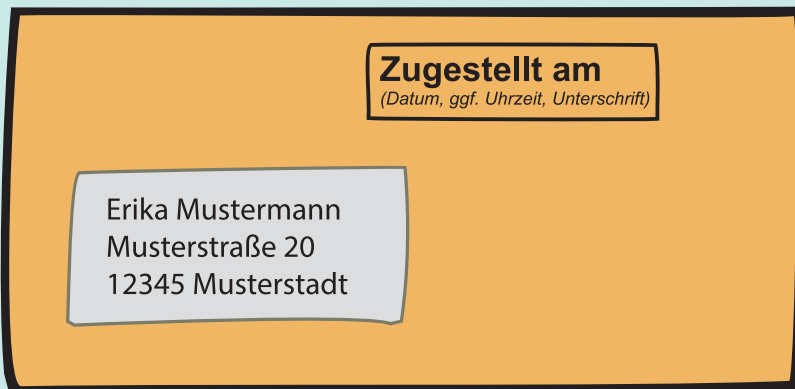 Zugestellt am
(Datum, ggf. Uhrzeit, Unterschrift)
Erika Mustermann
Musterstraße 20
12345 Musterstadt